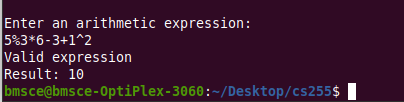 Enter an arithmetic expression:
5%3*6-3+1^2
Valid expression
Result: 10
bmsce@bmsce-OptiPlex-3060:~/Desktop/cs255$